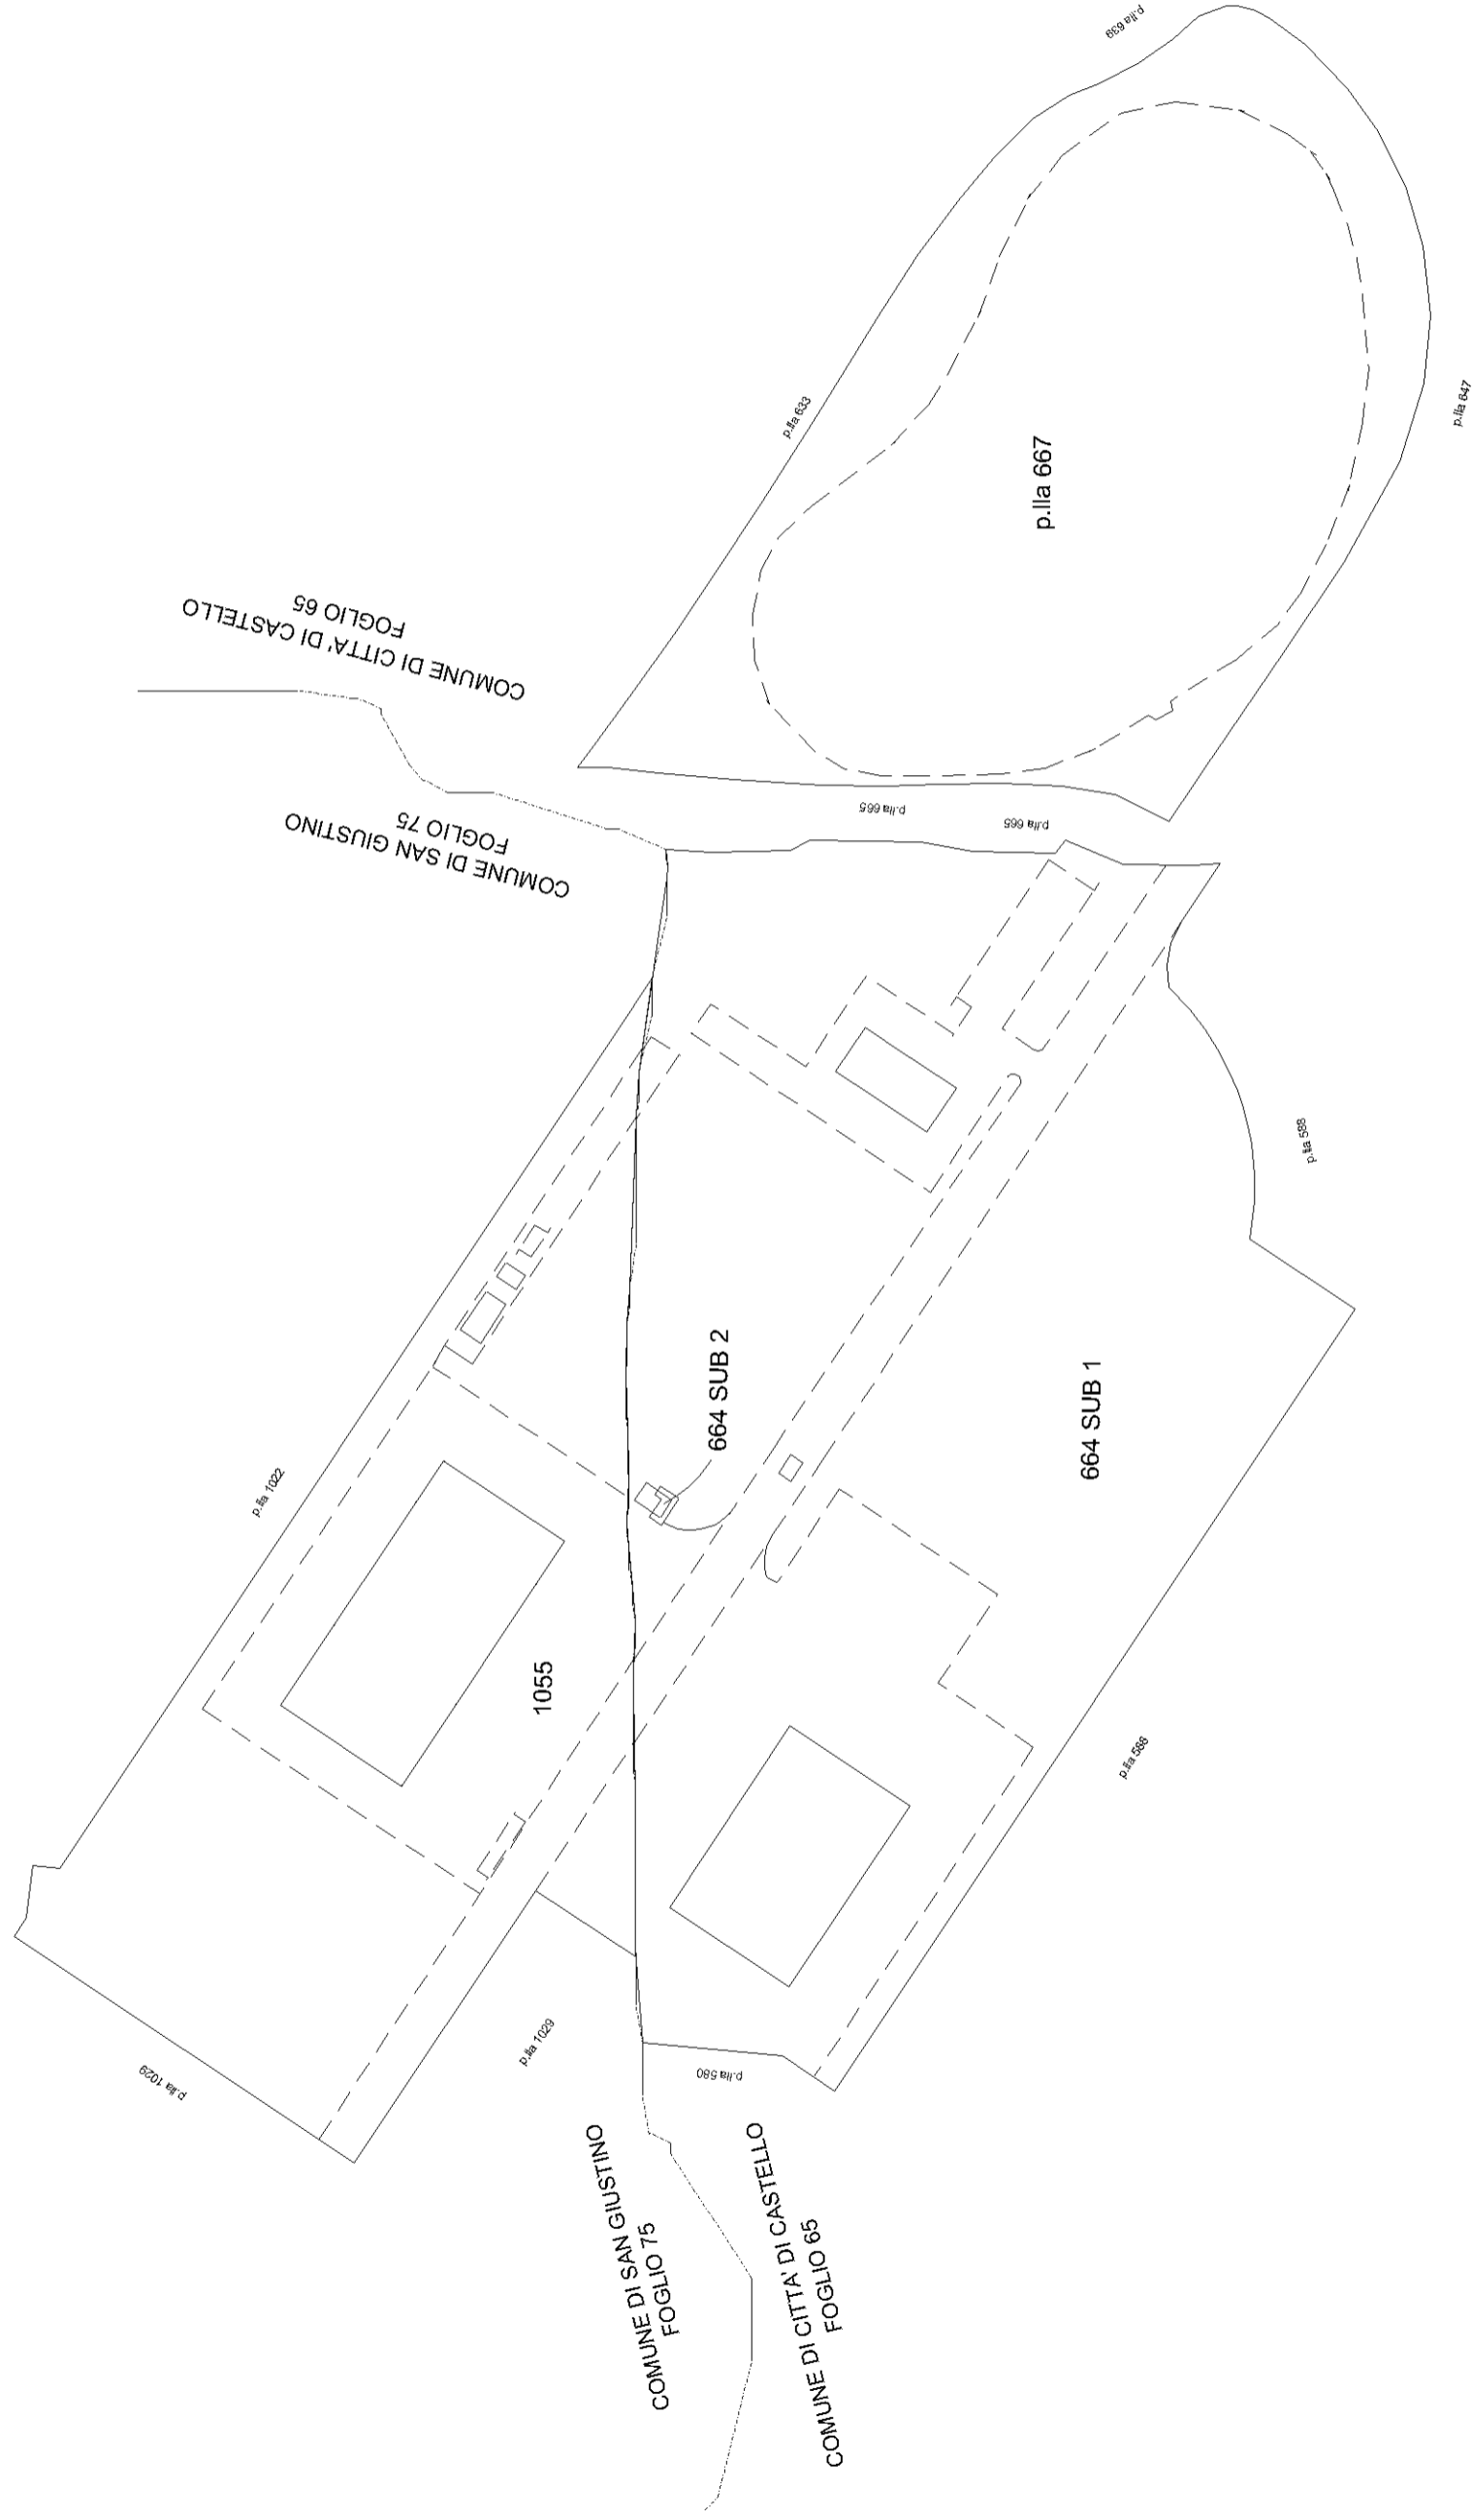 p.lla 639
p.lla 633
p.lla 647
p.lla 667
COMUNE DI CITTA' DI CASTELLO
FOGLIO 65
COMUNE DI SAN GIUSTINO
FOGLIO 75
p.lla 665
p.lla 665
p.lla 588
664 SUB 2
664 SUB 1
p.lla 1022
1055
p.lla 588
p.lla 1029
p.lla 1029
p.lla 580
COMUNE DI SAN GIUSTINO
FOGLIO 75
COMUNE DI CITTA' DI CASTELLO
FOGLIO 65